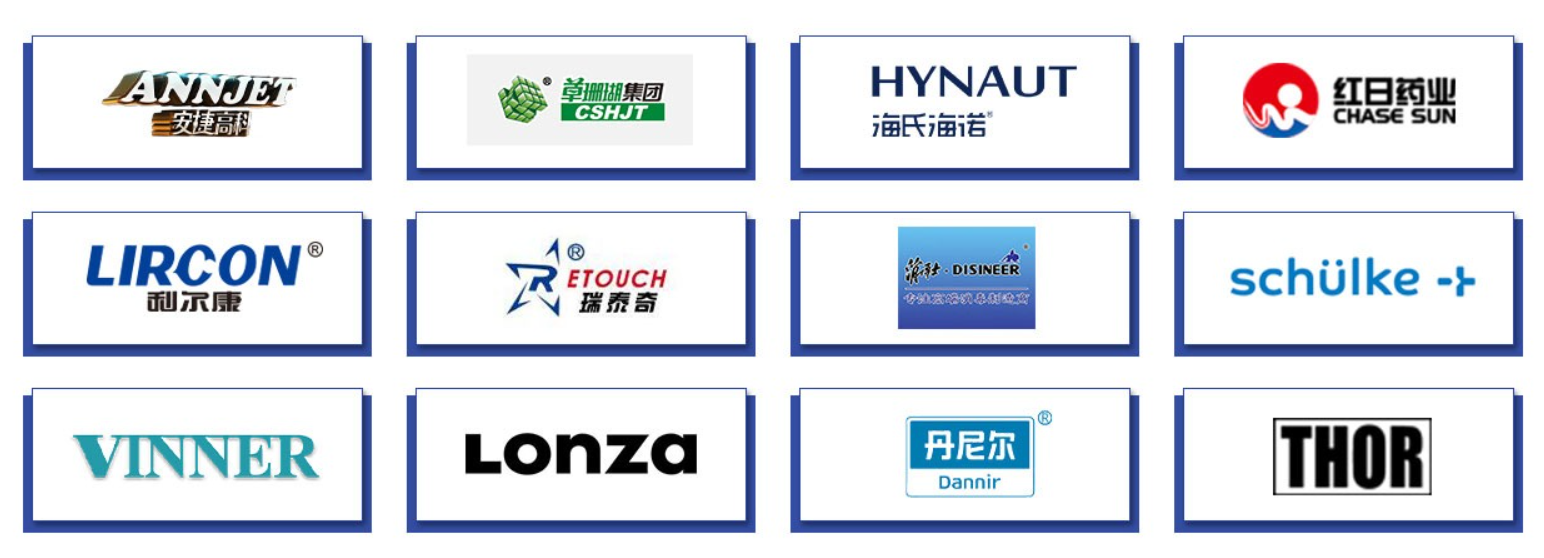 ANNJET
安捷高科
®
草珊瑚集团
CSHJT
HYNAUT
海氏海诺®
红日药业
CHASE SUN
LIRCON®
利尔康
®
RETOUCH
瑞泰奇
·DISINEER
schülke
VINNER
Lonza
®
丹尼尔
Dannir
THOR